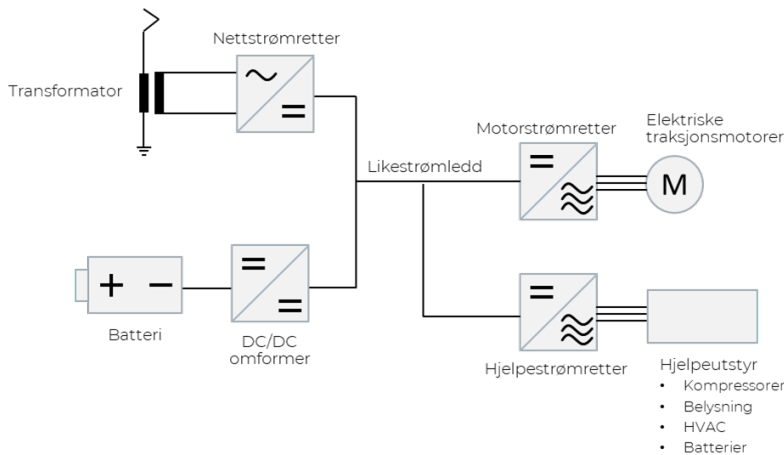 Nettstrømretter
Transformator
Elektriske
traksjonsmotorer
Motorstrømretter
Likestrømledd
M
Batteri
DC/DC
omformer
Hjelpestrømretter
Hjelpeutstyr
• Kompressorer
• Belysning
• HVAC
• Batterier